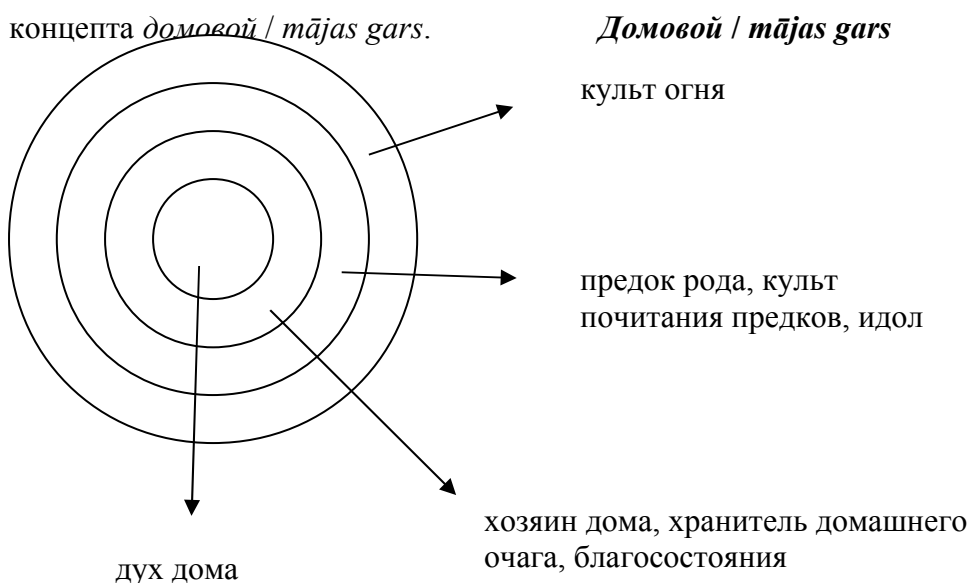 концепта домовой / mājas gars.
Домовой / mājas gars
культ огня
предок рода, культ
почитания предков, идол
хозяин дома, хранитель домашнего
очага, благосостояния
дух дома